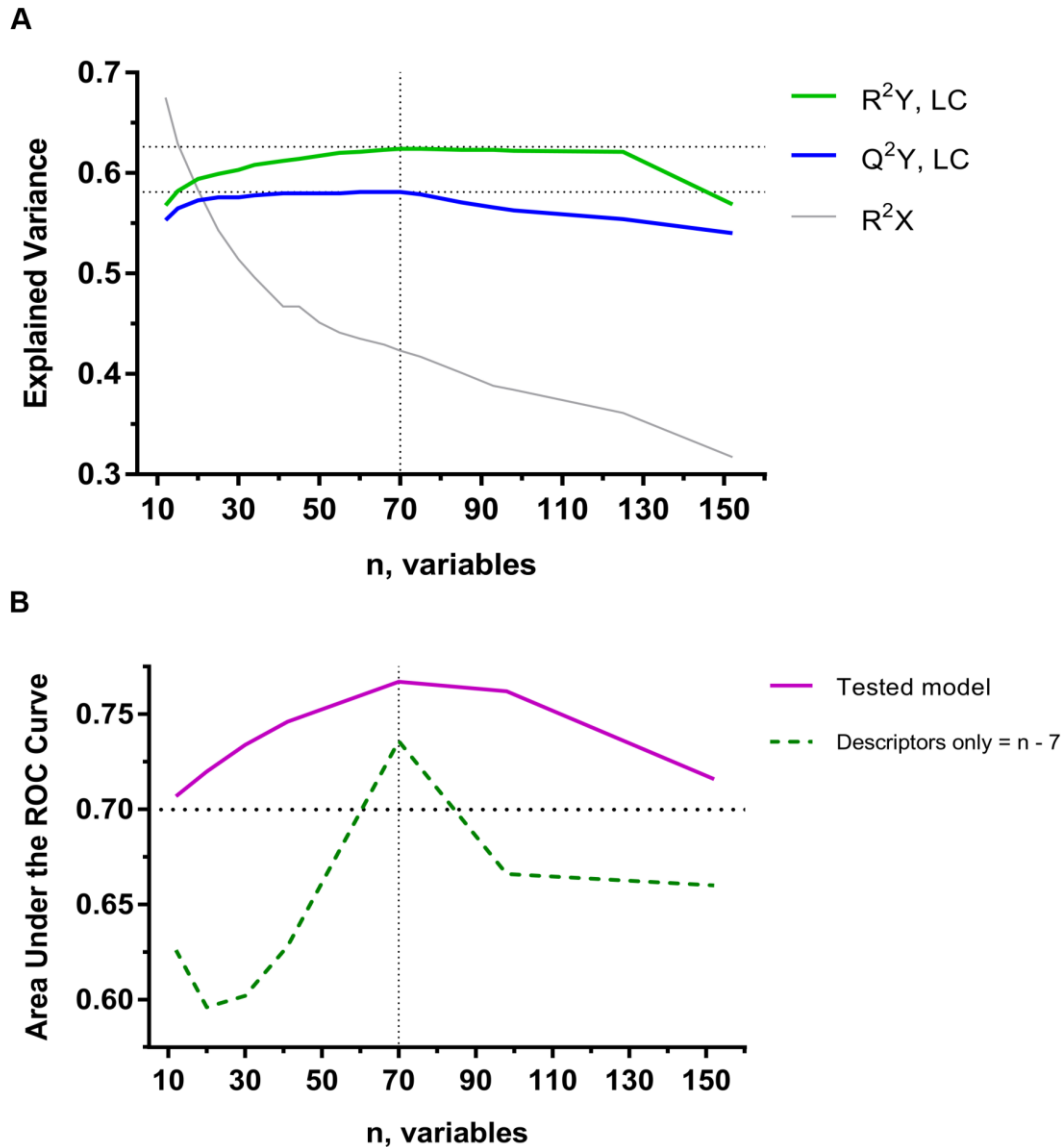 A
0.7
0.6
0.5
0.4
0.3
Explained Variance
10 30 50 70 90 110 130 150
n, variables
R²Y, LC
Q²Y, LC
R²X
B
0.75
0.70
0.65
0.60
Area Under the ROC Curve
10 30 50 70 90 110 130 150
n, variables
Tested model
Descriptors only = n - 7